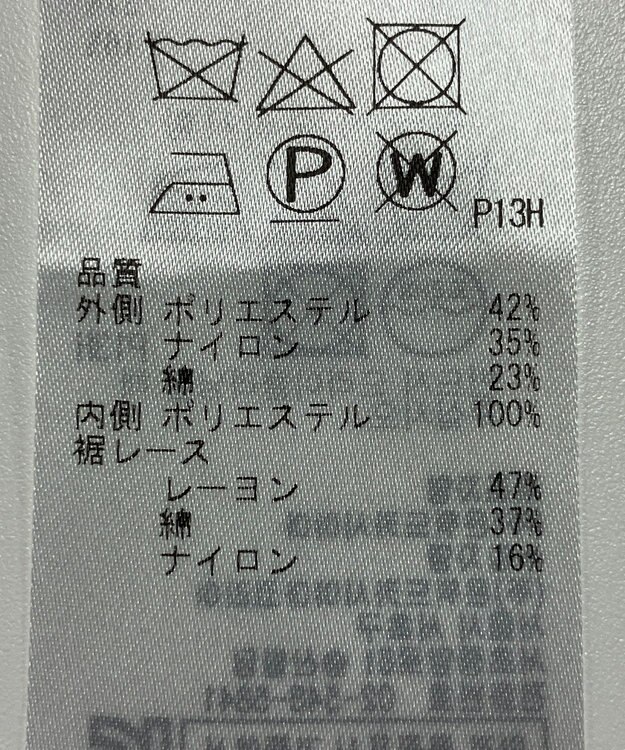 P W P13H
品質
外側 ポリエステル 42%
ナイロン 35%
綿 23%
内側 ポリエステル 100%
裾レース
レーヨン 47%
綿 37%
ナイロン 16%